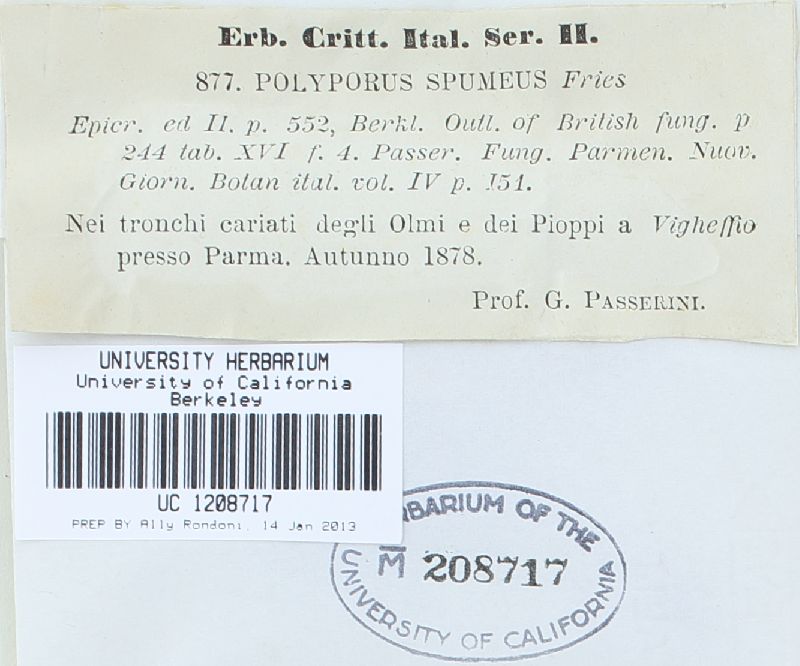 Erb. Critt. Ital. Ser. II.
877. POLYPORUS SPUMEUS Fries
Epicr. ed II. p. 552, Berkl. Outl. of British fung. p
244 tab. XVI f. 4. Passer. Fung. Parmen. Nuov.
Giorn. Botan ital. vol. IV p. 151.
Nei tronchi cariati degli Olmi e dei Pioppi a Vigheffio
presso Parma. Autunno 1878.
Prof. G. PASSERINI.
UNIVERSITY HERBARIUM
University of California
Berkeley
UC 1208717
PREP BY Ally Rondoni, 14 Jan 2013
RBARIUM OF THE
M 208717
UNIVERSITY OF CALIFORNIA